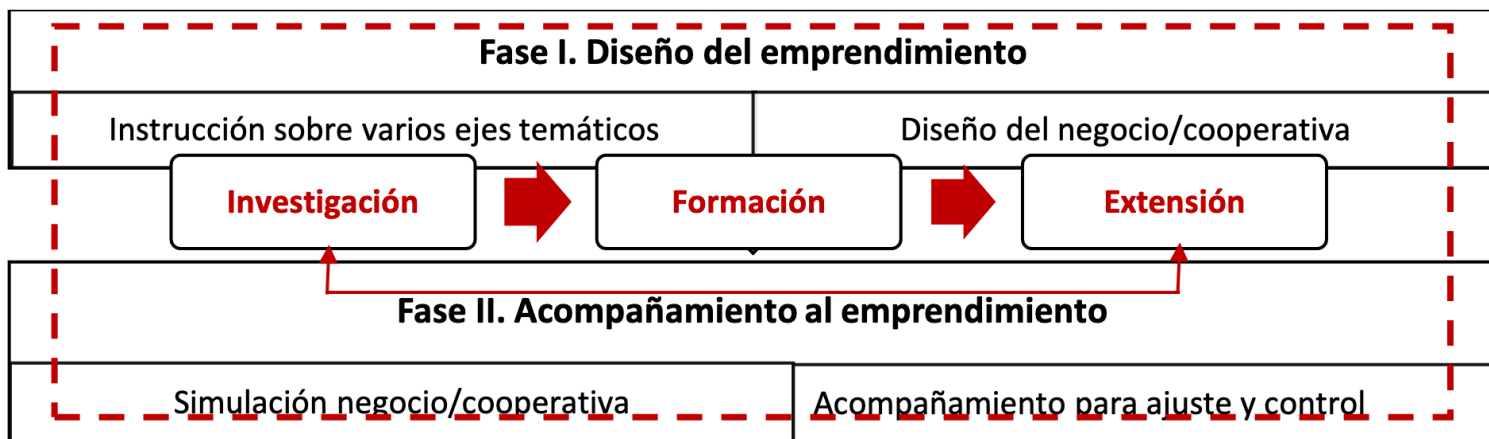 Fase I. Diseño del emprendimiento
Instrucción sobre varios ejes temáticos
Diseño del negocio/cooperativa
Investigación
Formación
Extensión
Fase II. Acompañamiento al emprendimiento
Simulación negocio/cooperativa
Acompañamiento para ajuste y control